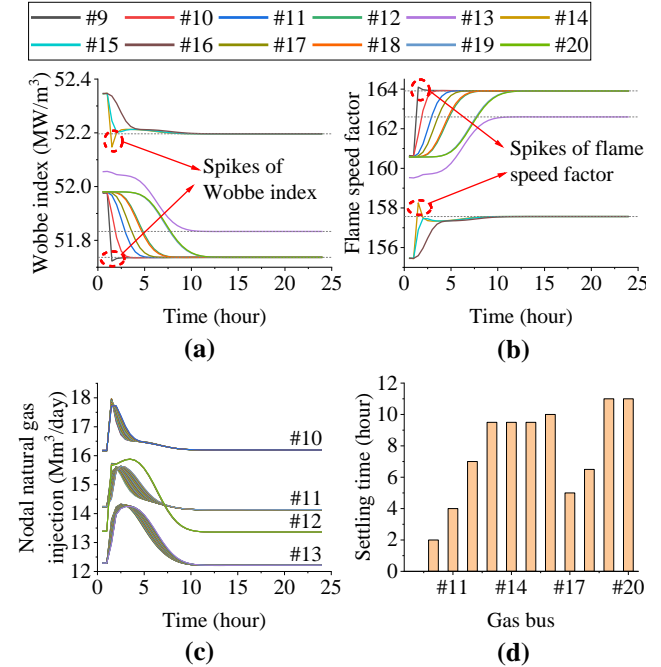 #9 #10 #11 #12 #13 #14
#15 #16 #17 #18 #19 #20
52.4
52.2
52.0
51.8
Wobbe index (MW/m³)
Spikes of
Wobbe index
0 5 10 15 20 25
Time (hour)
(a)
164
162
160
158
156
Flame speed factor
Spikes of flame
speed factor
0 5 10 15 20 25
Time (hour)
(b)
19
18
17
16
15
14
13
12
Nodal natural gas
injection (Mm³/day)
#10
#11
#12
#13
0 5 10 15 20 25
Time (hour)
(c)
12
10
8
6
4
2
0
Settling time (hour)
#11 #14 #17 #20
Gas bus
(d)